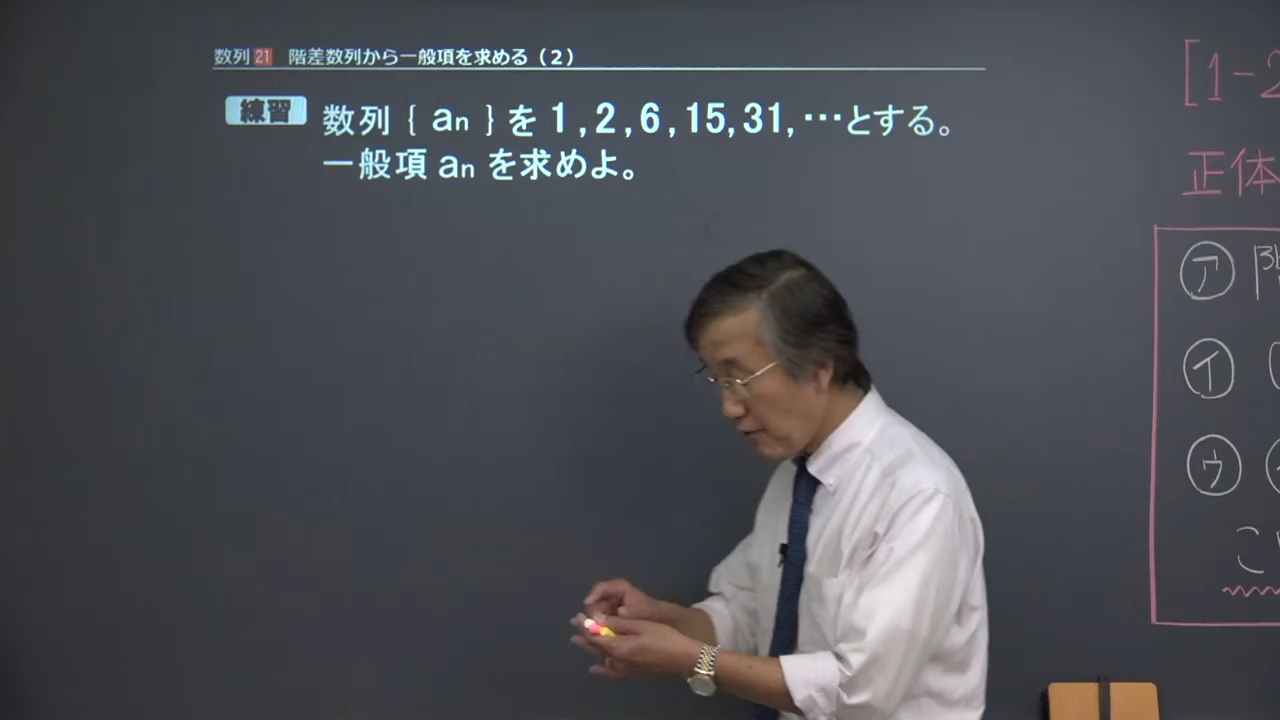 数列 21 階差数列から一般項を求める（2）
練習 数列 { an } を 1 , 2 , 6 , 15, 31, …とする。
一般項 an を求めよ。
[1-2
正体
ア 階
イ
ウ
こ